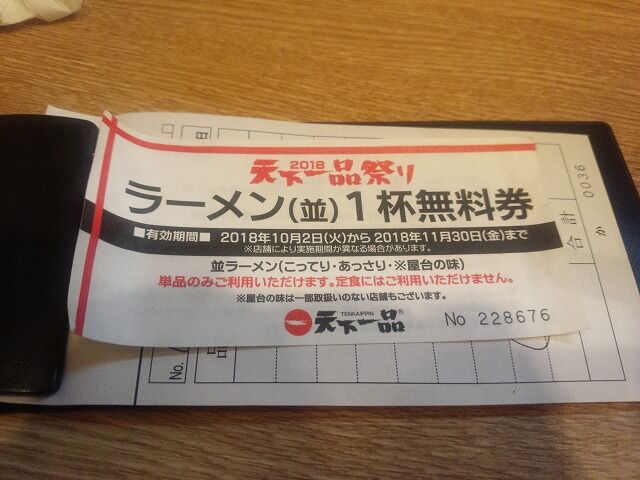 2018
天下一品祭り
ラーメン(並)1杯無料券
■有効期間■ 2018年10月2日(火)から2018年11月30日(金)まで
※店舗により実施期間が異なる場合があります。
並ラーメン(こってり・あっさり・※屋台の味)
単品のみご利用いただけます。定食にはご利用いただけません。
※屋台の味は一部取扱いのない店舗もございます。
TENKAIPPIN
天下一品®
No 228676
合計
0036
か
No.
品